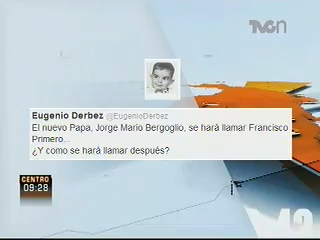 TVCn
Eugenio Derbez @EugenioDerbez
El nuevo Papa, Jorge Mario Bergoglio, se hará llamar Francisco
Primero...
¿Y como se hará llamar después?
CENTRO
09:28